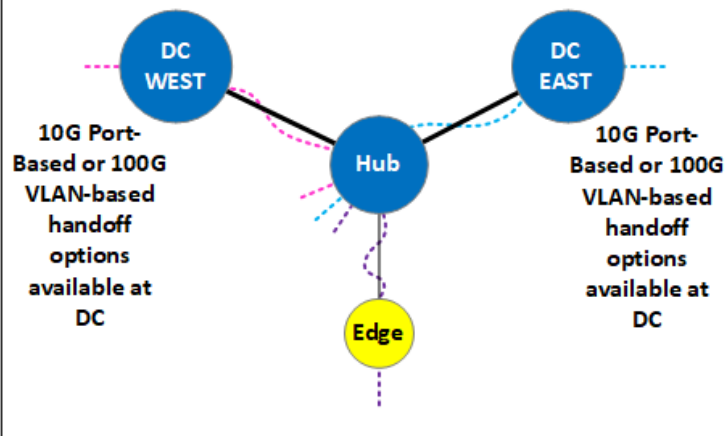 DC
WEST
DC
EAST
10G Port-
Based or 100G
VLAN-based
handoff
options
available at
DC
Hub
10G Port-
Based or 100G
VLAN-based
handoff
options
available at
DC
Edge